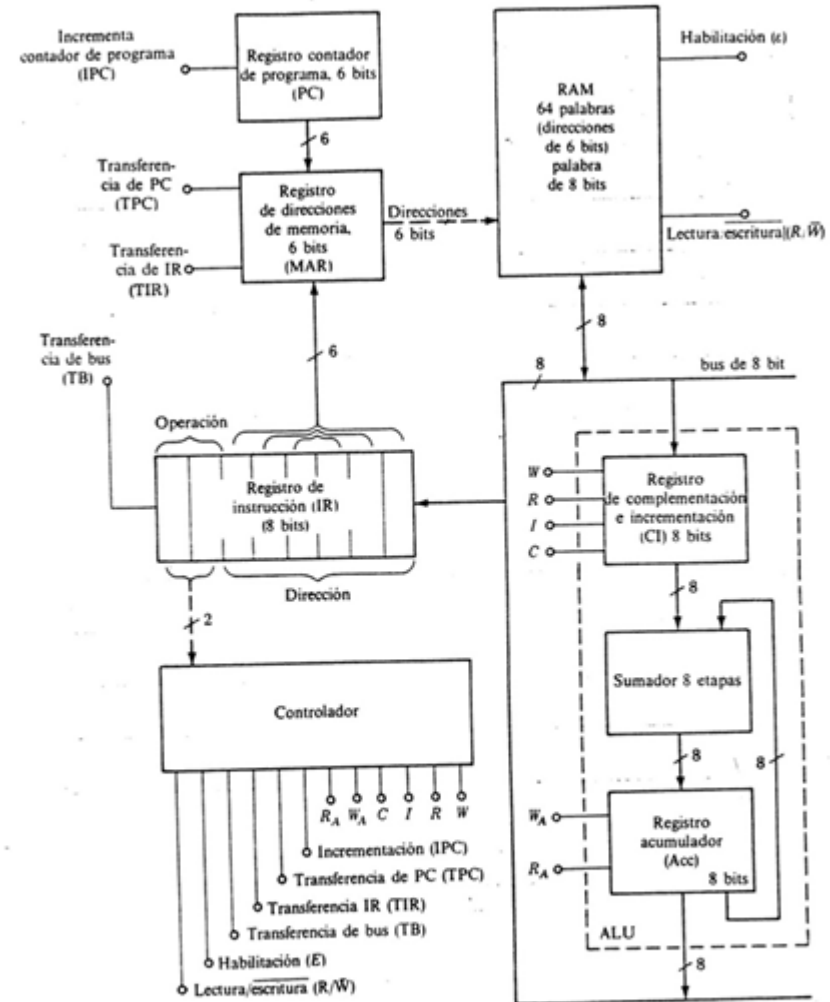 Incrementa
contador de programa
(IPC)
Registro contador
de programa, 6 bits
(PC)
6
Transferen-
cia de PC
(TPC)
Transferen-
cia de IR
(TIR)
Registro
de direcciones
de memoria,
6 bits
(MAR)
Direcciones
6 bits
RAM
64 palabras
(direcciones
de 6 bits)
palabra
de 8 bits
Habilitación (ε)
Lectura/escritura (R/W̅)
8
6
Transferen-
cia de bus
(TB)
8
bus de 8 bit
Operación
Registro de
instrucción (IR)
(8 bits)
Dirección
2
W
R
I
C
Registro
de complementación
e incrementación
(CI) 8 bits
8
Sumador 8 etapas
8
8
W_A
R_A
Registro
acumulador
(Acc)
8 bits
ALU
8
Controlador
R_A W_A C I R W
Incrementación (IPC)
Transferencia de PC (TPC)
Transferencia IR (TIR)
Transferencia de bus (TB)
Habilitación (E)
Lectura/escritura (R/W̅)